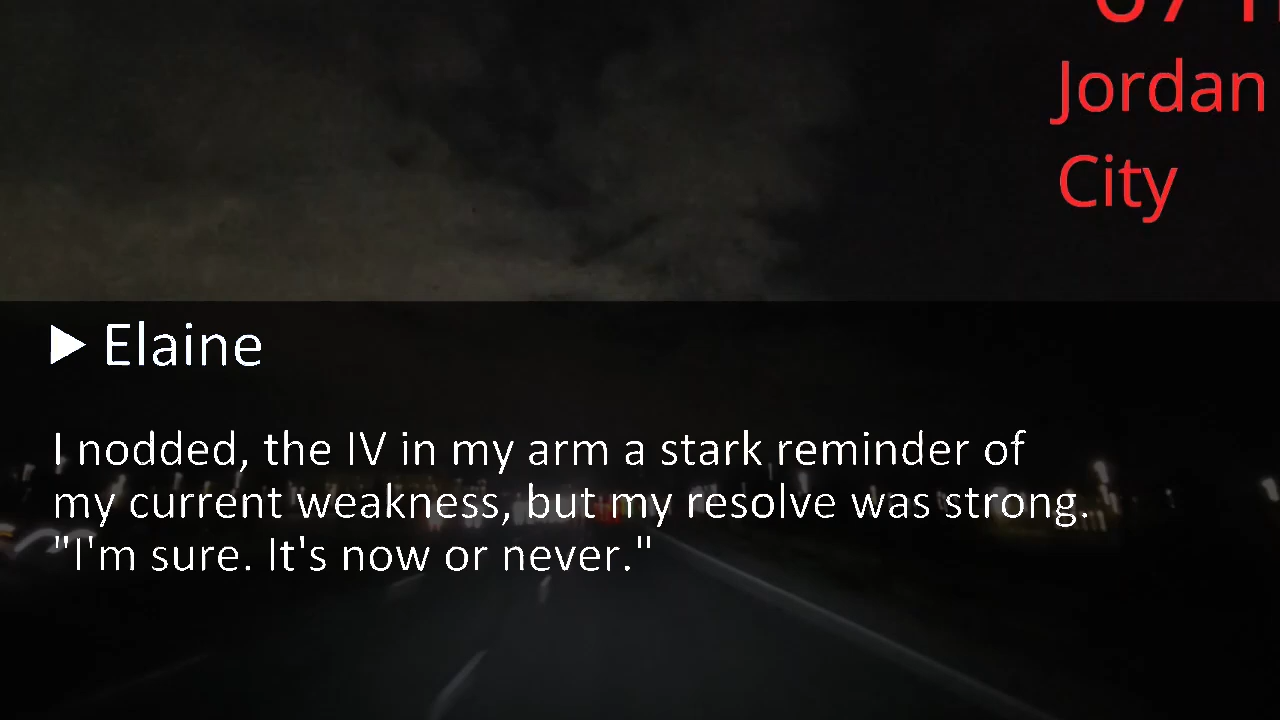 Jordan
City
▶ Elaine
I nodded, the IV in my arm a stark reminder of
my current weakness, but my resolve was strong.
"I'm sure. It's now or never."